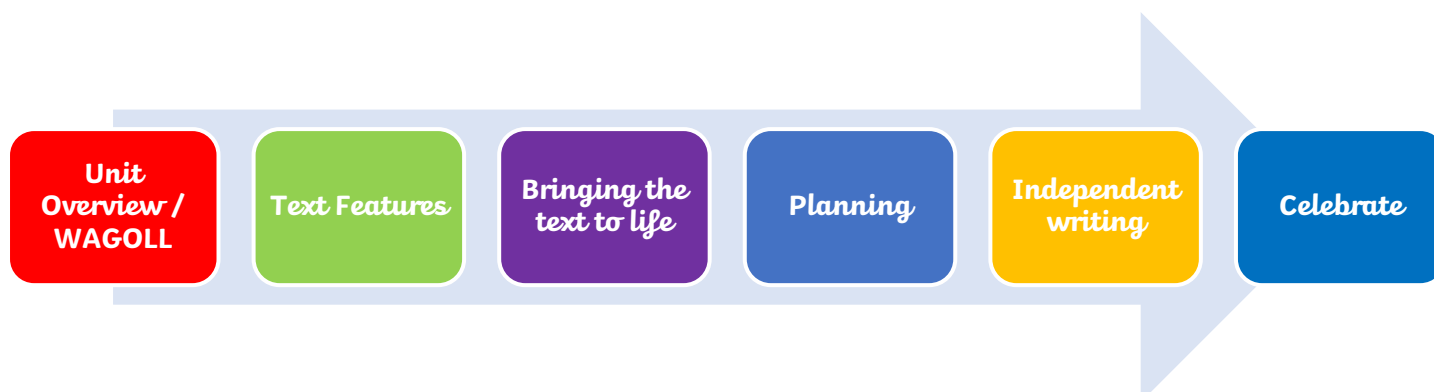 Unit
Overview /
WAGOLL
Text Features
Bringing the
text to life
Planning
Independent
writing
Celebrate